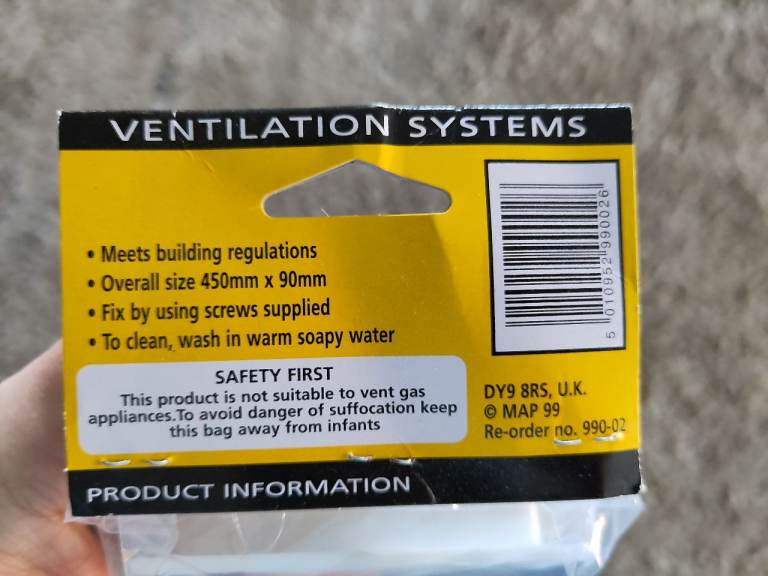 VENTILATION SYSTEMS
• Meets building regulations
• Overall size 450mm x 90mm
• Fix by using screws supplied
• To clean, wash in warm soapy water
SAFETY FIRST
This product is not suitable to vent gas
appliances.To avoid danger of suffocation keep
this bag away from infants
5 010952 990026
DY9 8RS, U.K.
© MAP 99
Re-order no. 990-02
PRODUCT INFORMATION